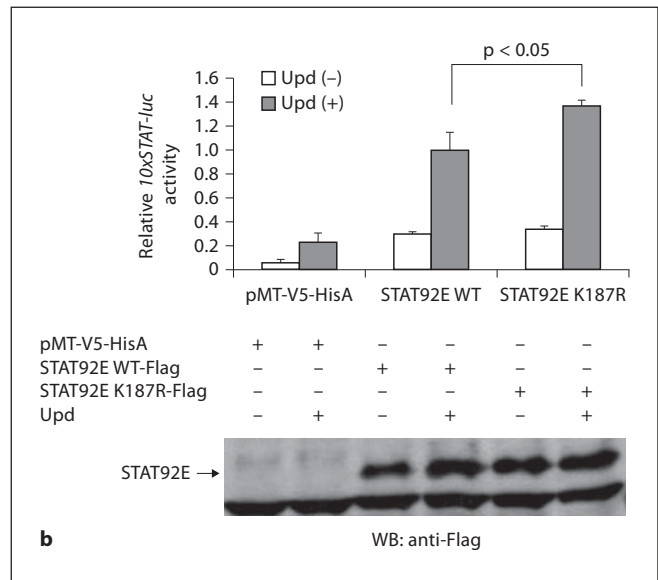 p < 0.05
Upd (–)
Upd (+)
Relative 10xSTAT-luc
activity
1.6
1.4
1.2
1.0
0.8
0.6
0.4
0.2
0
pMT-V5-HisA STAT92E WT STAT92E K187R
pMT-V5-HisA + + – – – –
STAT92E WT-Flag – – + + – –
STAT92E K187R-Flag – – – – + +
Upd – + – + – +
STAT92E →
b WB: anti-Flag